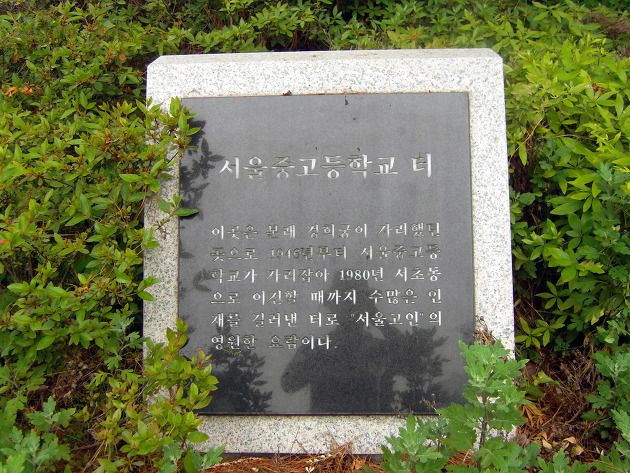 서울중고등학교 터
이곳은 본래 경희궁이 자리했던
곳으로 1946년부터 서울중고등
학교가 자리잡아 1980년 서초동
으로 이전할 때까지 수많은 인
재를 길러낸 터로 "서울고인"의
영원한 요람이다.